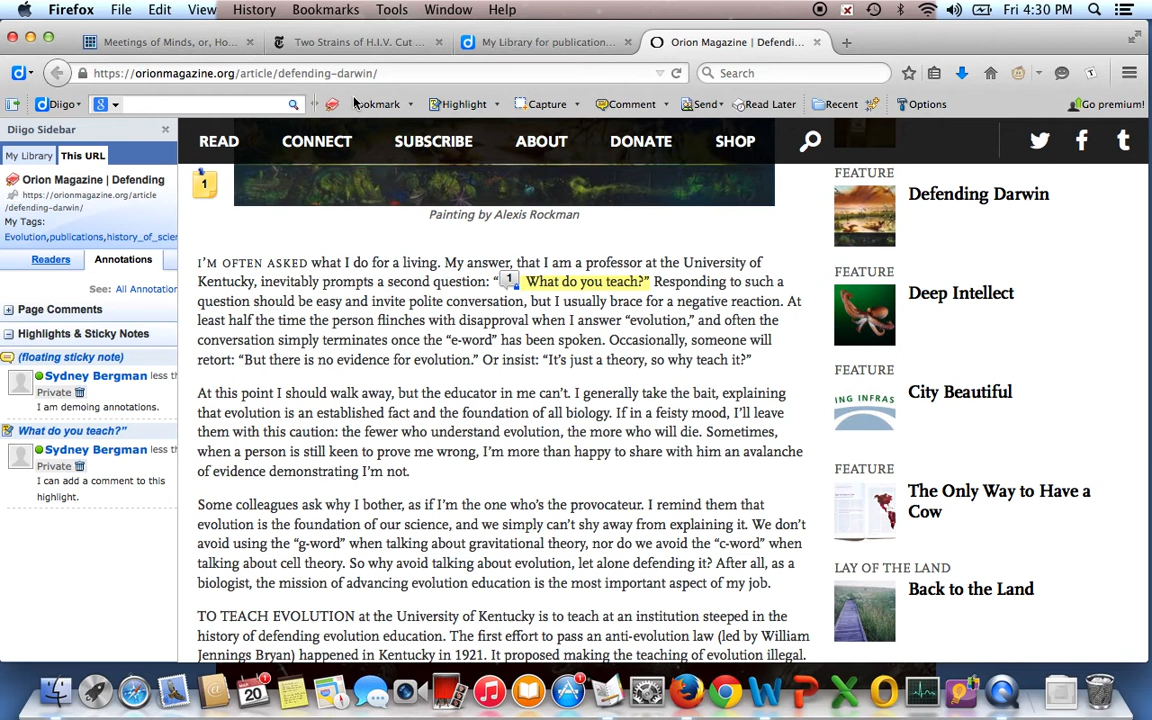 Firefox File Edit View History Bookmarks Tools Window Help Fri 4:30 PM
Meetings of Minds, or, Ho... Two Strains of H.I.V. Cut ... My Library for publication... Orion Magazine | Defendi...
https://orionmagazine.org/article/defending-darwin/ Search
Diigo Bookmark Highlight Capture Comment Send Read Later Recent Options Go premium!
Diigo Sidebar
My Library This URL
Orion Magazine | Defending
https://orionmagazine.org/article
/defending-darwin/
My Tags:
Evolution,publications,history_of_scier
Readers Annotations
See: All Annotation
Page Comments
Highlights & Sticky Notes
(floating sticky note)
Sydney Bergman less th
Private
I am demoing annotations.
What do you teach?”
Sydney Bergman less th
Private
I can add a comment to this
highlight.
READ CONNECT SUBSCRIBE ABOUT DONATE SHOP
1
Painting by Alexis Rockman
I’M OFTEN ASKED what I do for a living. My answer, that I am a professor at the University of
Kentucky, inevitably prompts a second question: “ 1 What do you teach?” Responding to such a
question should be easy and invite polite conversation, but I usually brace for a negative reaction. At
least half the time the person flinches with disapproval when I answer “evolution,” and often the
conversation simply terminates once the “e-word” has been spoken. Occasionally, someone will
retort: “But there is no evidence for evolution.” Or insist: “It’s just a theory, so why teach it?”
At this point I should walk away, but the educator in me can’t. I generally take the bait, explaining
that evolution is an established fact and the foundation of all biology. If in a feisty mood, I’ll leave
them with this caution: the fewer who understand evolution, the more who will die. Sometimes,
when a person is still keen to prove me wrong, I’m more than happy to share with him an avalanche
of evidence demonstrating I’m not.
Some colleagues ask why I bother, as if I’m the one who’s the provocateur. I remind them that
evolution is the foundation of our science, and we simply can’t shy away from explaining it. We don’t
avoid using the “g-word” when talking about gravitational theory, nor do we avoid the “c-word” when
talking about cell theory. So why avoid talking about evolution, let alone defending it? After all, as a
biologist, the mission of advancing evolution education is the most important aspect of my job.
TO TEACH EVOLUTION at the University of Kentucky is to teach at an institution steeped in the
history of defending evolution education. The first effort to pass an anti-evolution law (led by William
Jennings Bryan) happened in Kentucky in 1921. It proposed making the teaching of evolution illegal.
FEATURE
Defending Darwin
FEATURE
Deep Intellect
FEATURE
City Beautiful
ING INFRAS
FEATURE
The Only Way to Have a
Cow
LAY OF THE LAND
Back to the Land
20